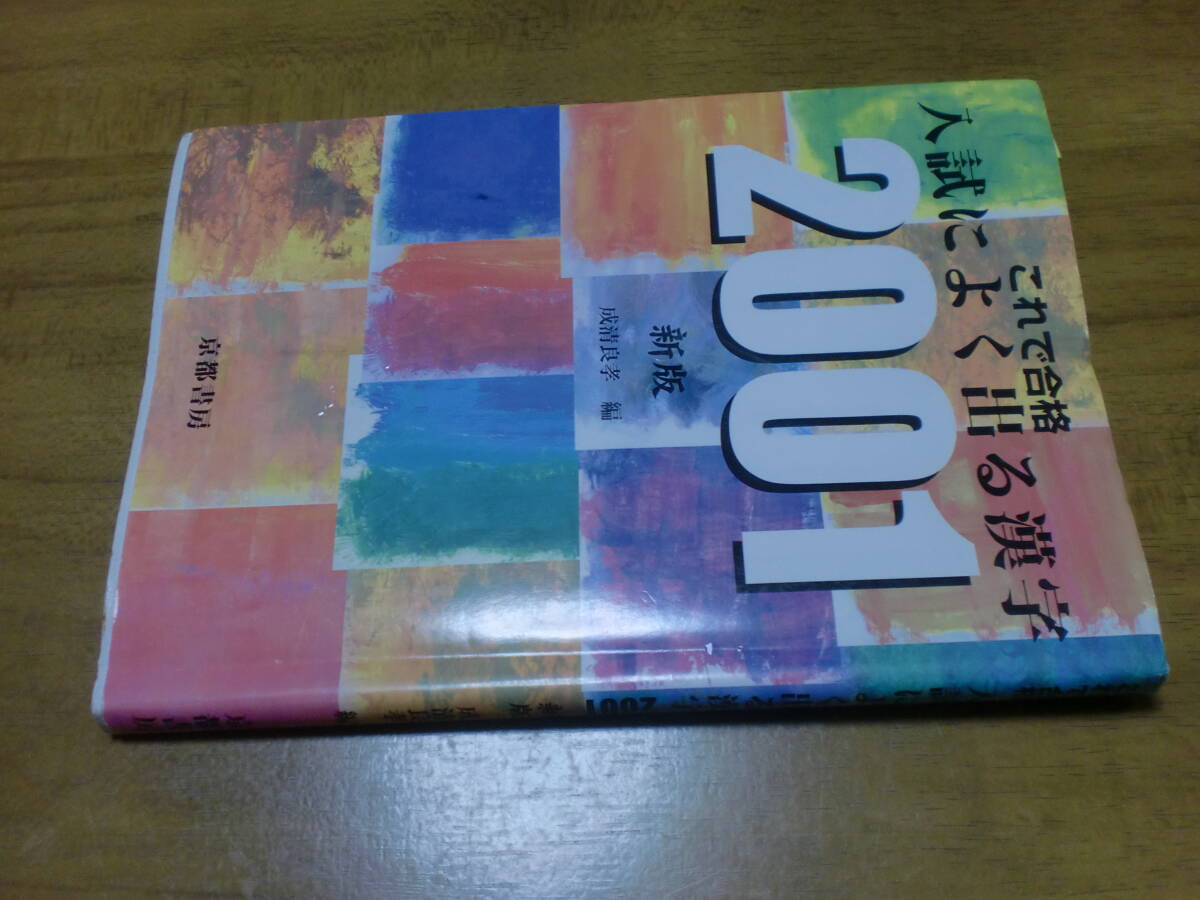 これで合格
入試によく出る漢字
2001
新版
成清良孝 編
京都書房